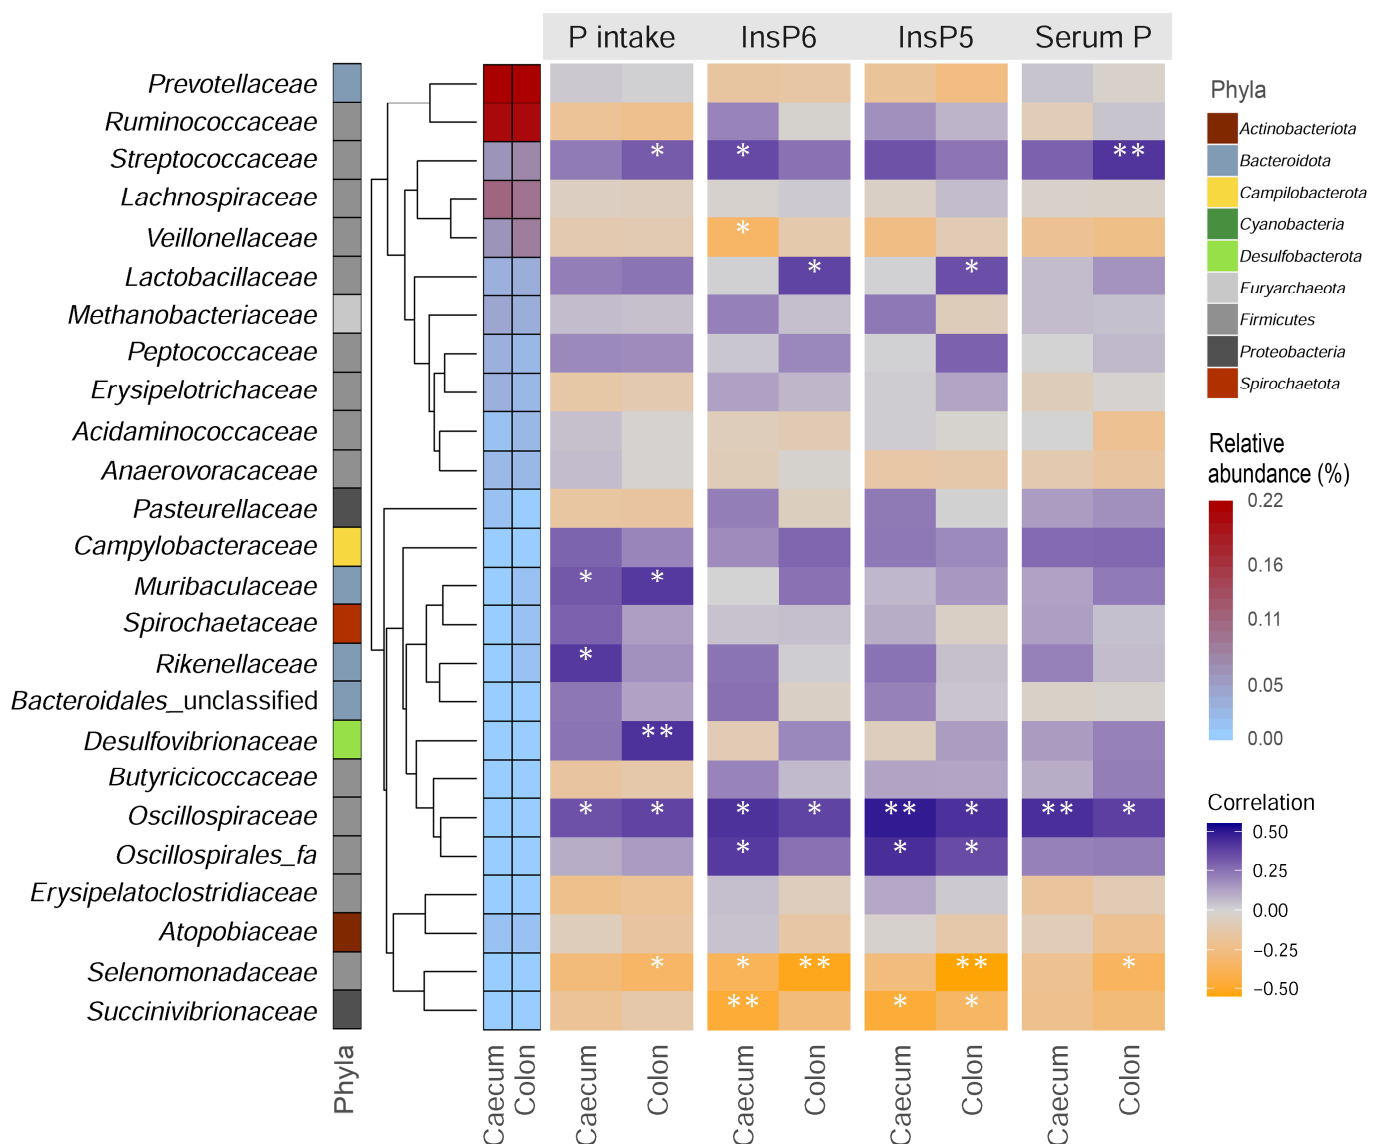 P intake InsP6 InsP5 Serum P
Prevotellaceae
Ruminococcaceae
Streptococcaceae * * **
Lachnospiraceae
Veillonellaceae *
Lactobacillaceae * *
Methanobacteriaceae
Peptococcaceae
Erysipelotrichaceae
Acidaminococcaceae
Anaerovoracaceae
Pasteurellaceae
Campylobacteraceae
Muribaculaceae * *
Spirochaetaceae
Rikenellaceae *
Bacteroidales_unclassified
Desulfovibrionaceae **
Butyricicoccaceae
Oscillospiraceae * * * * ** * ** *
Oscillospirales_fa * * *
Erysipelatoclostridiaceae
Atopobiaceae
Selenomonadaceae * * ** ** *
Succinivibrionaceae ** * *
Phyla
Caecum
Colon
Caecum
Colon
Caecum
Colon
Caecum
Colon
Caecum
Colon
Phyla
Actinobacteriota
Bacteroidota
Campilobacterota
Cyanobacteria
Desulfobacterota
Euryarchaeota
Firmicutes
Proteobacteria
Spirochaetota
Relative
abundance (%)
0.22
0.16
0.11
0.05
0.00
Correlation
0.50
0.25
0.00
−0.25
−0.50